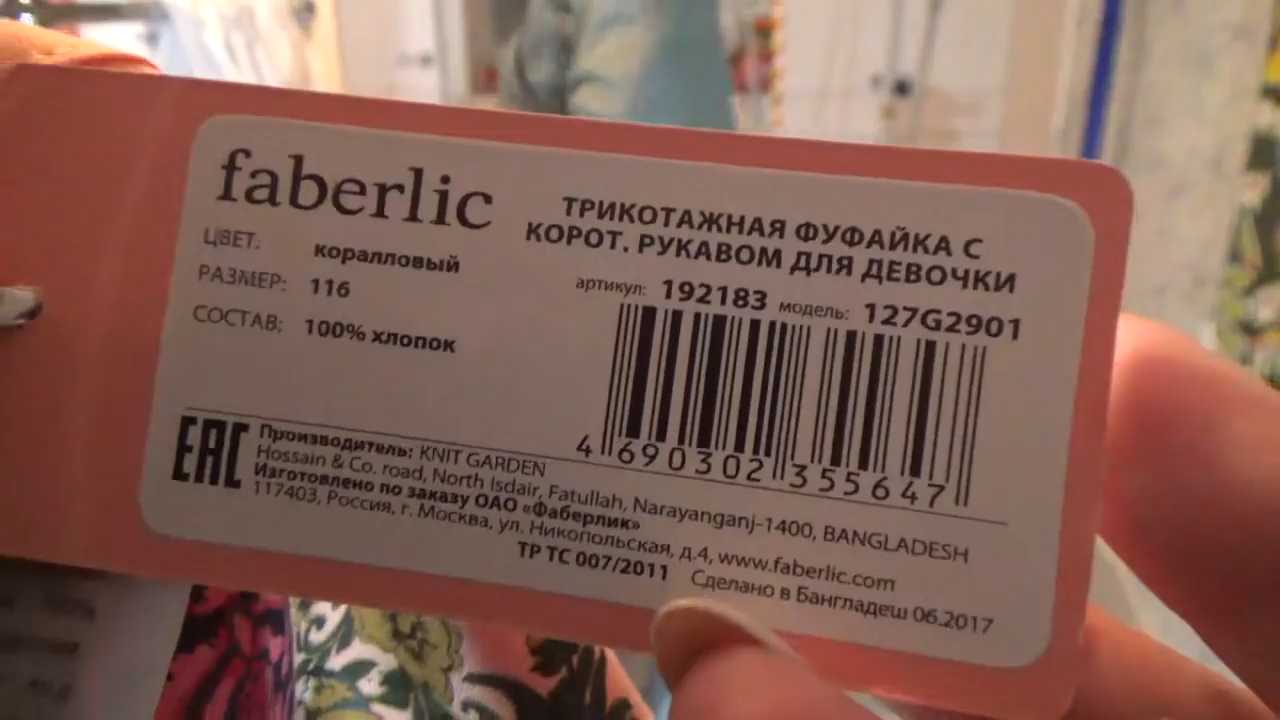 faberlic
ЦВЕТ: коралловый
РАЗМЕР: 116
СОСТАВ: 100% хлопок
ТРИКОТАЖНАЯ ФУФАЙКА С
КОРОТ. РУКАВОМ ДЛЯ ДЕВОЧКИ
артикул: 192183 модель: 127G2901
4 690302 355647
EAC
Производитель: KNIT GARDEN
Hossain & Co. road, North Isdair, Fatullah, Narayanganj-1400, BANGLADESH
Изготовлено по заказу ОАО «Фаберлик»
117403, Россия, г. Москва, ул. Никопольская, д.4, www.faberlic.com
ТР ТС 007/2011 Сделано в Бангладеш 06.2017